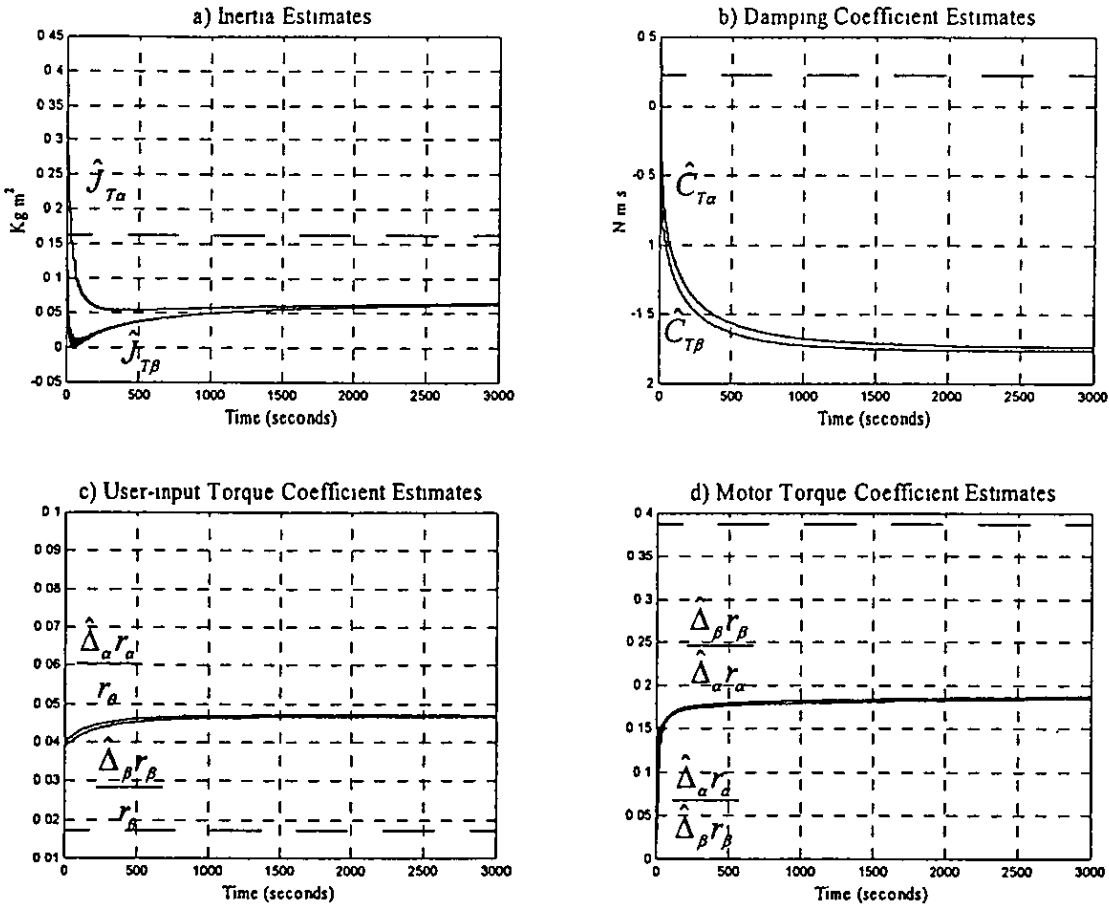 a) Inertia Estimates
0 45
0 4
0 35
0 3
0 25
0 2
0 15
0 1
0 05
0
-0 05
Kg m²
Ĵ_Tα
Ĵ_Tβ
0 500 1000 1500 2000 2500 3000
Time (seconds)
b) Damping Coefficient Estimates
0 5
0
-0 5
1
-1 5
2
N m s
Ĉ_Tα
Ĉ_Tβ
0 500 1000 1500 2000 2500 3000
Time (seconds)
c) User-input Torque Coefficient Estimates
0 1
0 09
0 08
0 07
0 06
0 05
0 04
0 03
0 02
0 01
Δ̂_α r_α
r_θ
Δ̂_β r_β
r_θ
0 500 1000 1500 2000 2500 3000
Time (seconds)
d) Motor Torque Coefficient Estimates
0 4
0 35
0 3
0 25
0 2
0 15
0 1
0 05
0
Δ̂_β r_β
Δ̂_α r_α
Δ̂_α r_α
Δ̂_β r_β
0 500 1000 1500 2000 2500 3000
Time (seconds)